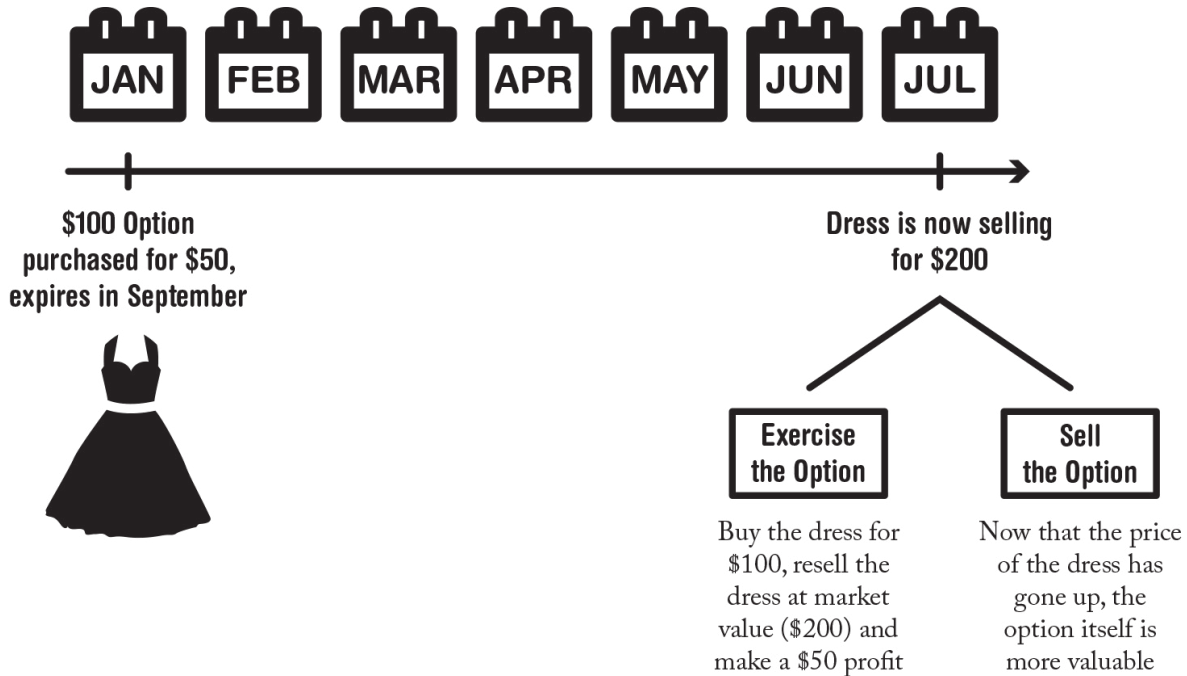 JAN
FEB
MAR
APR
MAY
JUN
JUL
$100 Option
purchased for $50,
expires in September
Dress is now selling
for $200
Exercise
the Option
Buy the dress for
$100, resell the
dress at market
value ($200) and
make a $50 profit
Sell
the Option
Now that the price
of the dress has
gone up, the
option itself is
more valuable